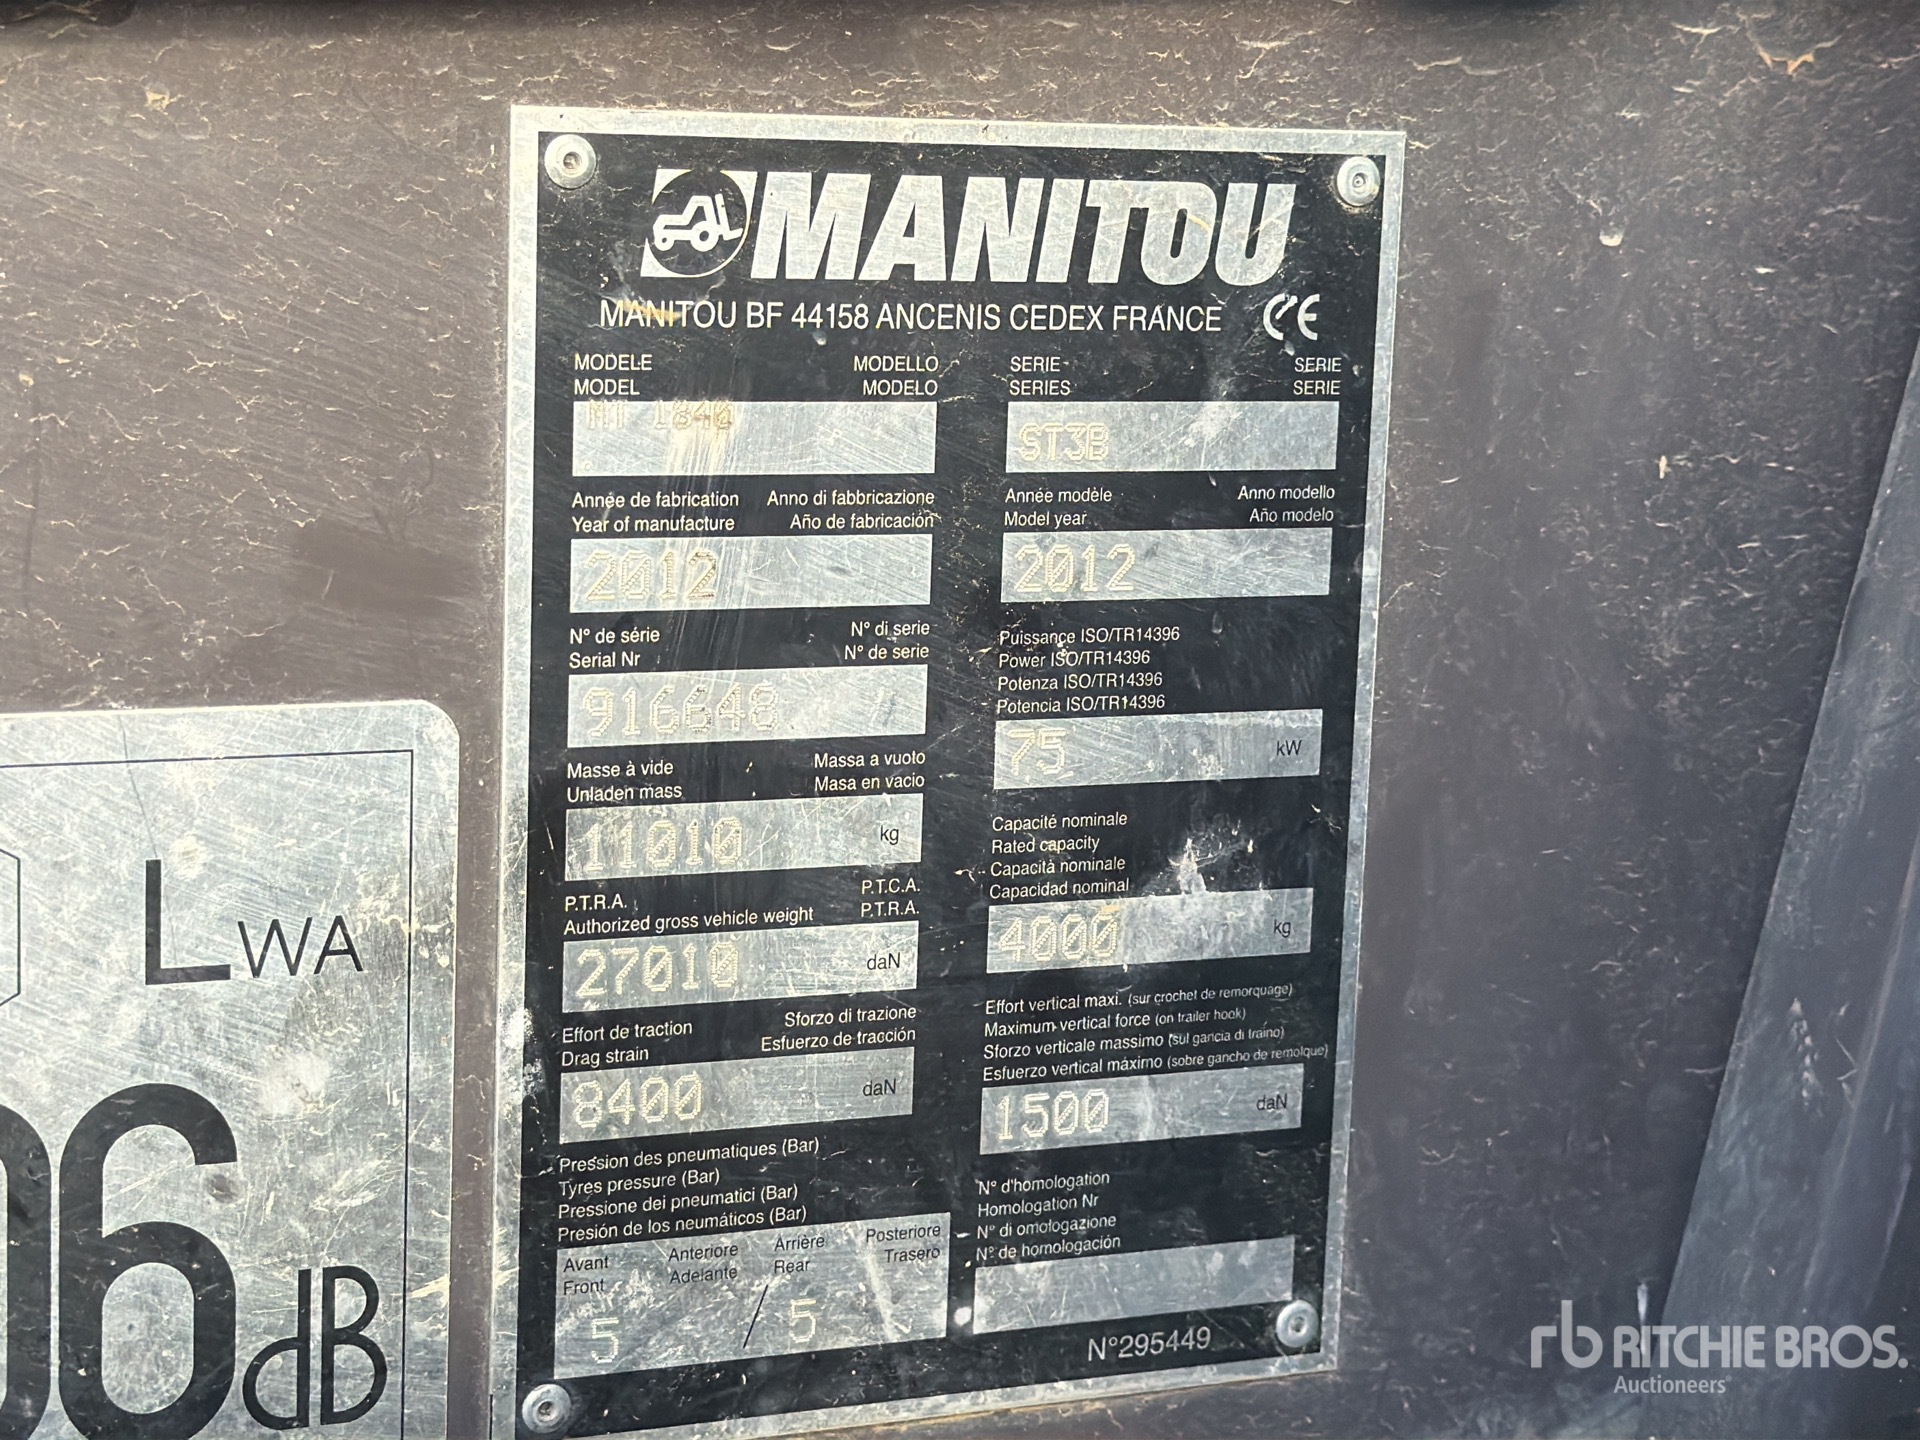 MANITOU
MANITOU BF 44158 ANCENIS CEDEX FRANCE CE
MODELE MODELLO
MODEL MODELO
MT 1840
SERIE SERIE
SERIES SERIE
ST3B
Année de fabrication Anno di fabbricazione
Year of manufacture Año de fabricación
2012
Année modèle Anno modello
Model year Año modelo
2012
N° de série N° di serie
Serial Nr N° de serie
916648
Puissance ISO/TR14396
Power ISO/TR14396
Potenza ISO/TR14396
Potencia ISO/TR14396
75 kW
Masse à vide Massa a vuoto
Unladen mass Masa en vacio
11010 kg
Capacité nominale
Rated capacity
Capacità nominale
Capacidad nominal
4000 kg
P.T.R.A. P.T.C.A.
Authorized gross vehicle weight P.T.R.A.
27010 daN
Effort vertical maxi. (sur crochet de remorquage)
Maximum vertical force (on trailer hook)
Sforzo verticale massimo (sul gancia di traino)
Esfuerzo vertical máximo (sobre gancho de remolque)
1500 daN
Effort de traction Sforzo di trazione
Drag strain Esfuerzo de tracción
8400 daN
Pression des pneumatiques (Bar)
Tyres pressure (Bar)
Pressione dei pneumatici (Bar)
Presión de los neumáticos (Bar)
Avant Anteriore Arrière Posteriore
Front Adelante Rear Trasero
5 / 5
N° d'homologation
Homologation Nr
N° di omologazione
N° de homologación
N°295449
LWA
06 dB
rb RITCHIE BROS.
Auctioneers